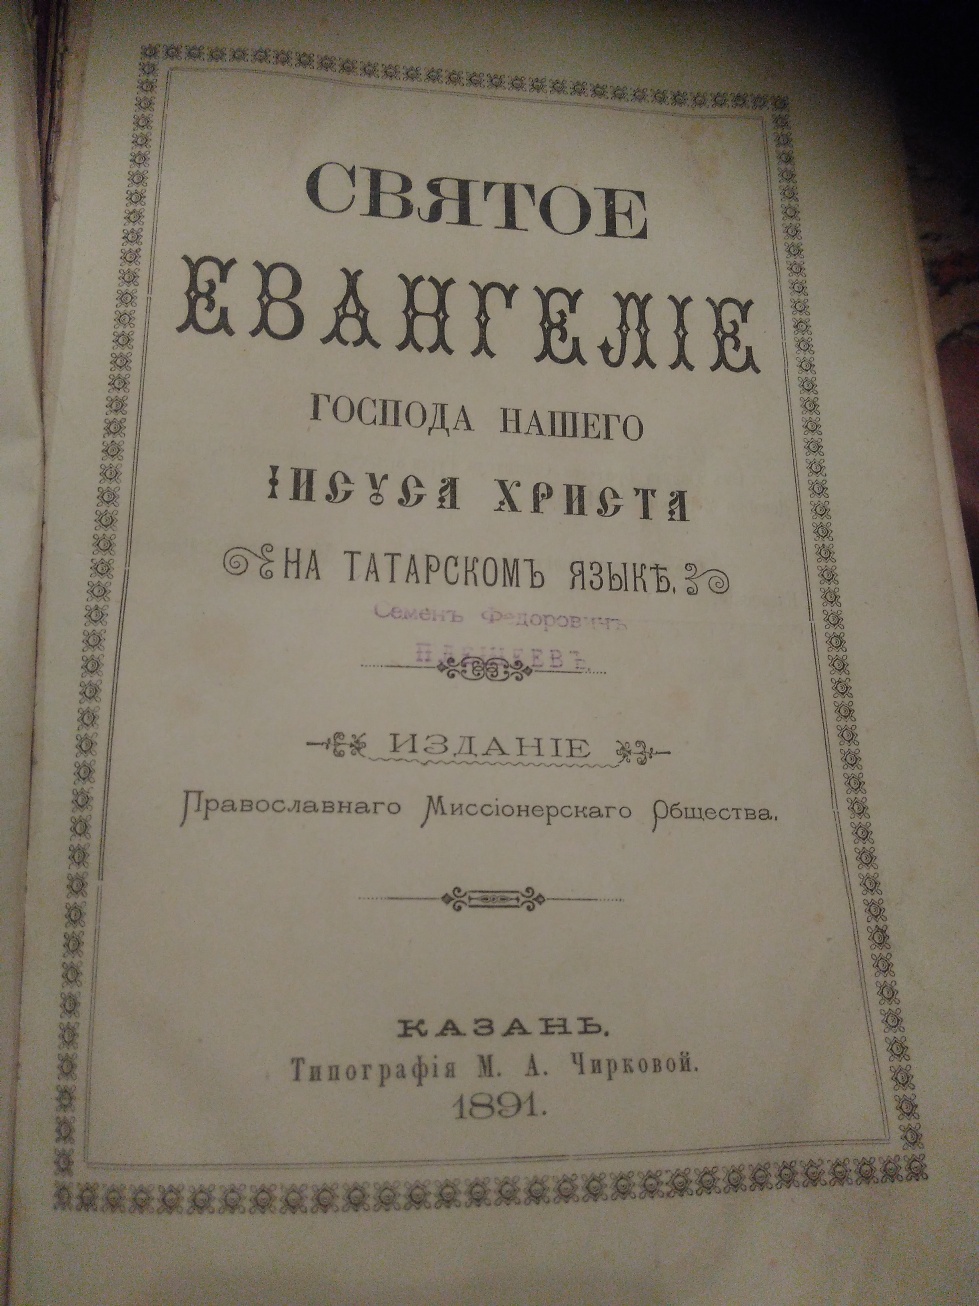 СВЯТОЕ
ЕВАНГЕЛІЕ
ГОСПОДА НАШЕГО
ІИСУСА ХРИСТА
НА ТАТАРСКОМЪ ЯЗЫКѢ.
Семенъ Федоровичъ
ИЗДАНІЕ
Православнаго Миссіонерскаго Общества.
КАЗАНЬ.
Типографія М. А. Чирковой.
1891.